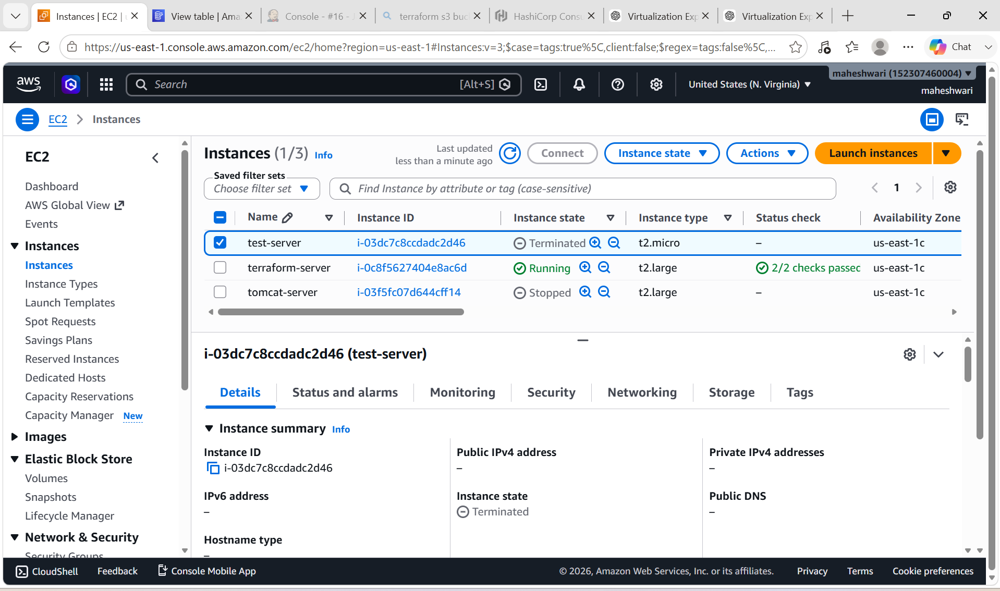 Instances | EC2 | u
View table | Ama
Console - #16 - J
terraform s3 buc
HashiCorp Consu
Virtualization Exp
Virtualization Exp
https://us-east-1.console.aws.amazon.com/ec2/home?region=us-east-1#Instances:v=3;$case=tags:true%5C,client:false;$regex=tags:false%5C,...
Chat
aws
Search
[Alt+S]
United States (N. Virginia)
maheshwari (152307460004)
maheshwari
EC2
Instances
EC2
Dashboard
AWS Global View
Events
Instances
Instances
Instance Types
Launch Templates
Spot Requests
Savings Plans
Reserved Instances
Dedicated Hosts
Capacity Reservations
Capacity Manager New
Images
Elastic Block Store
Volumes
Snapshots
Lifecycle Manager
Network & Security
Security Groups
Instances (1/3) Info
Last updated
less than a minute ago
Connect
Instance state
Actions
Launch instances
Saved filter sets
Choose filter set
Find Instance by attribute or tag (case-sensitive)
1
Name Instance ID Instance state Instance type Status check Availability Zone
test-server i-03dc7c8ccdadc2d46 Terminated t2.micro – us-east-1c
terraform-server i-0c8f5627404e8ac6d Running t2.large 2/2 checks passed us-east-1c
tomcat-server i-03f5fc07d644cff14 Stopped t2.large – us-east-1c
i-03dc7c8ccdadc2d46 (test-server)
Details Status and alarms Monitoring Security Networking Storage Tags
Instance summary Info
Instance ID
i-03dc7c8ccdadc2d46
Public IPv4 address
–
Private IPv4 addresses
–
IPv6 address
–
Instance state
Terminated
Public DNS
–
Hostname type
–
CloudShell Feedback Console Mobile App
© 2026, Amazon Web Services, Inc. or its affiliates. Privacy Terms Cookie preferences